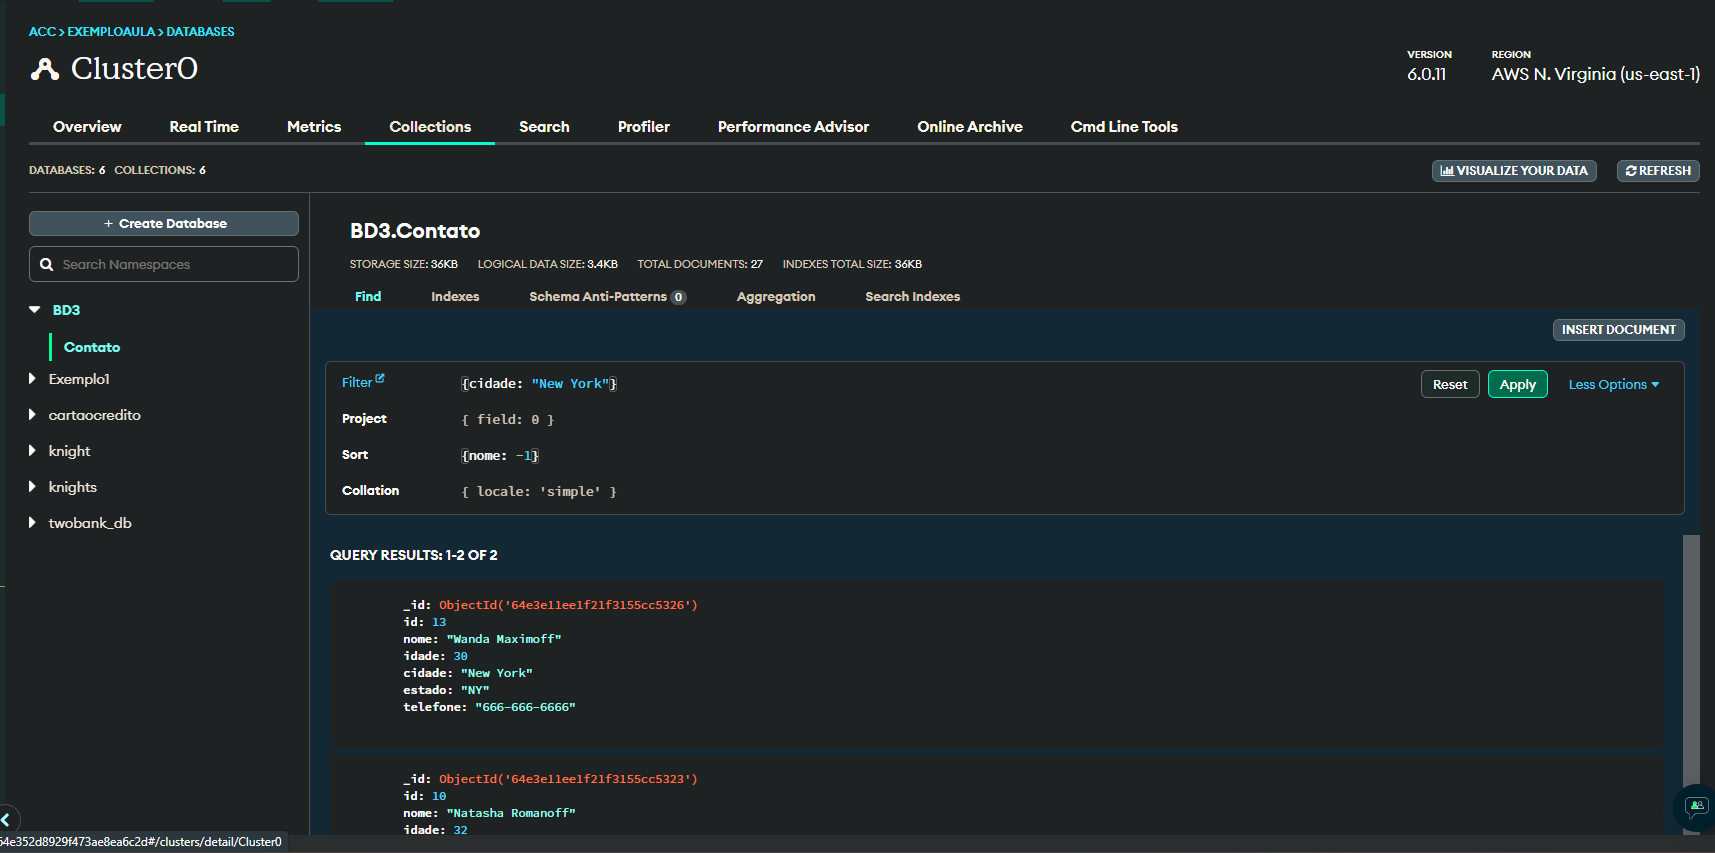 ACC > EXEMPLOAULA > DATABASES
Cluster0
VERSION
6.0.11
REGION
AWS N. Virginia (us-east-1)
Overview
Real Time
Metrics
Collections
Search
Profiler
Performance Advisor
Online Archive
Cmd Line Tools
DATABASES: 6 COLLECTIONS: 6
VISUALIZE YOUR DATA
REFRESH
+ Create Database
Search Namespaces
BD3
Contato
Exemplo1
cartaocredito
knight
knights
twobank_db
BD3.Contato
STORAGE SIZE: 36KB LOGICAL DATA SIZE: 3.4KB TOTAL DOCUMENTS: 27 INDEXES TOTAL SIZE: 36KB
Find
Indexes
Schema Anti-Patterns 0
Aggregation
Search Indexes
INSERT DOCUMENT
Filter {cidade: "New York"}
Reset
Apply
Less Options
Project { field: 0 }
Sort {nome: -1}
Collation { locale: 'simple' }
QUERY RESULTS: 1-2 OF 2
_id: ObjectId('64e3e11ee1f21f3155cc5326')
id: 13
nome: "Wanda Maximoff"
idade: 30
cidade: "New York"
estado: "NY"
telefone: "666-666-6666"
_id: ObjectId('64e3e11ee1f21f3155cc5323')
id: 10
nome: "Natasha Romanoff"
idade: 32
64e352d8929f473ae8ea6c2d#/clusters/detail/Cluster0